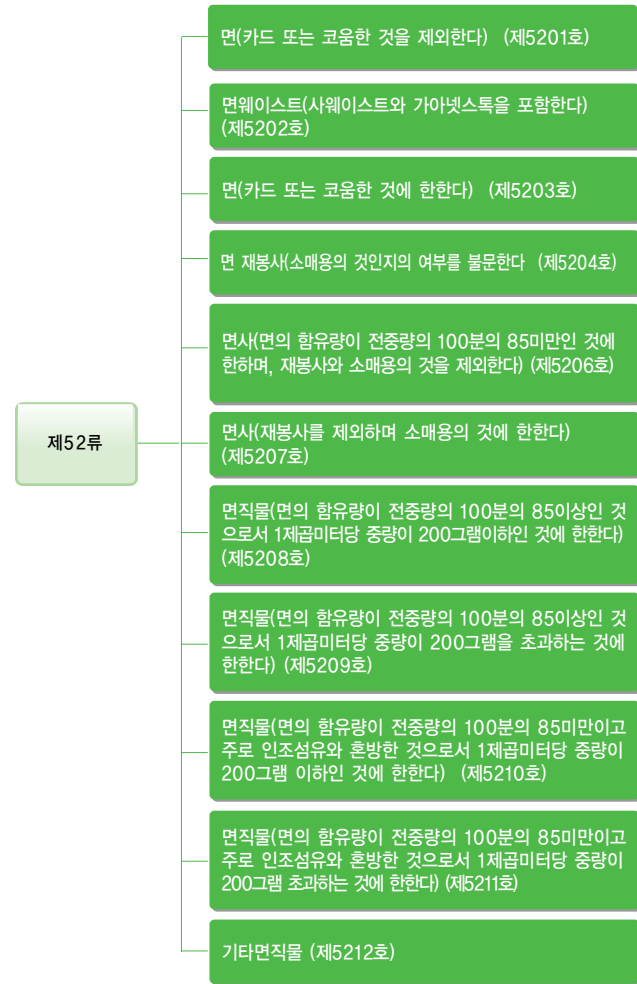 면(카드 또는 코움한 것을 제외한다) (제5201호)
면웨이스트(사웨이스트와 가아넷스톡을 포함한다)
(제5202호)
면(카드 또는 코움한 것에 한한다) (제5203호)
면 재봉사(소매용의 것인지의 여부를 불문한다 (제5204호)
면사(면의 함유량이 전중량의 100분의 85미만인 것에
한하며, 재봉사와 소매용의 것을 제외한다) (제5206호)
제52류
면사(재봉사를 제외하며 소매용의 것에 한한다)
(제5207호)
면직물(면의 함유량이 전중량의 100분의 85이상인 것
으로서 1제곱미터당 중량이 200그램이하인 것에 한한다)
(제5208호)
면직물(면의 함유량이 전중량의 100분의 85이상인 것
으로서 1제곱미터당 중량이 200그램을 초과하는 것에
한한다) (제5209호)
면직물(면의 함유량이 전중량의 100분의 85미만이고
주로 인조섬유와 혼방한 것으로서 1제곱미터당 중량이
200그램 이하인 것에 한한다) (제5210호)
면직물(면의 함유량이 전중량의 100분의 85미만이고
주로 인조섬유와 혼방한 것으로서 1제곱미터당 중량이
200그램 초과하는 것에 한한다) (제5211호)
기타면직물 (제5212호)